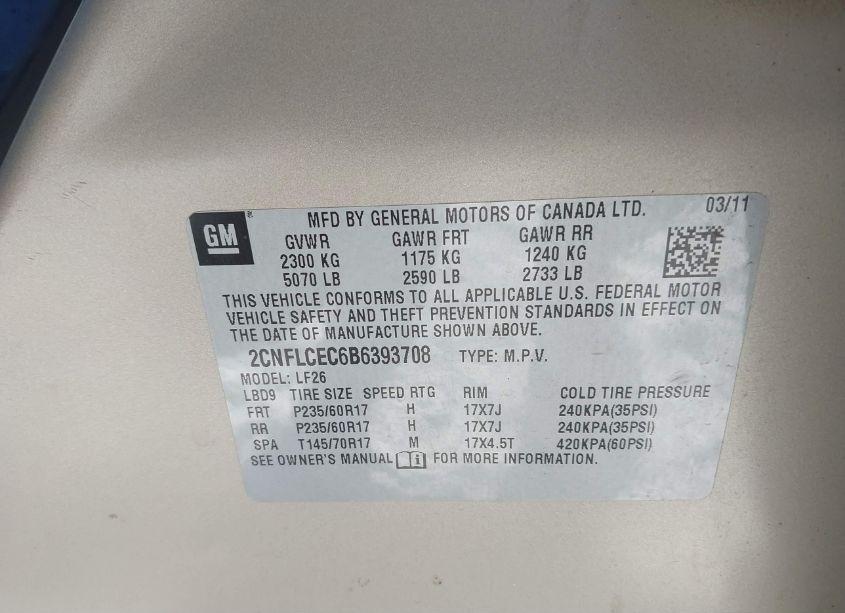 GM
MFD BY GENERAL MOTORS OF CANADA LTD. 03/11
GVWR GAWR FRT GAWR RR
2300 KG 1175 KG 1240 KG
5070 LB 2590 LB 2733 LB
THIS VEHICLE CONFORMS TO ALL APPLICABLE U.S. FEDERAL MOTOR
VEHICLE SAFETY AND THEFT PREVENTION STANDARDS IN EFFECT ON
THE DATE OF MANUFACTURE SHOWN ABOVE.
2CNFLCEC6B6393708 TYPE: M.P.V.
MODEL: LF26
LBD9 TIRE SIZE SPEED RTG RIM COLD TIRE PRESSURE
FRT P235/60R17 H 17X7J 240KPA(35PSI)
RR P235/60R17 H 17X7J 240KPA(35PSI)
SPA T145/70R17 M 17X4.5T 420KPA(60PSI)
SEE OWNER'S MANUAL i FOR MORE INFORMATION.